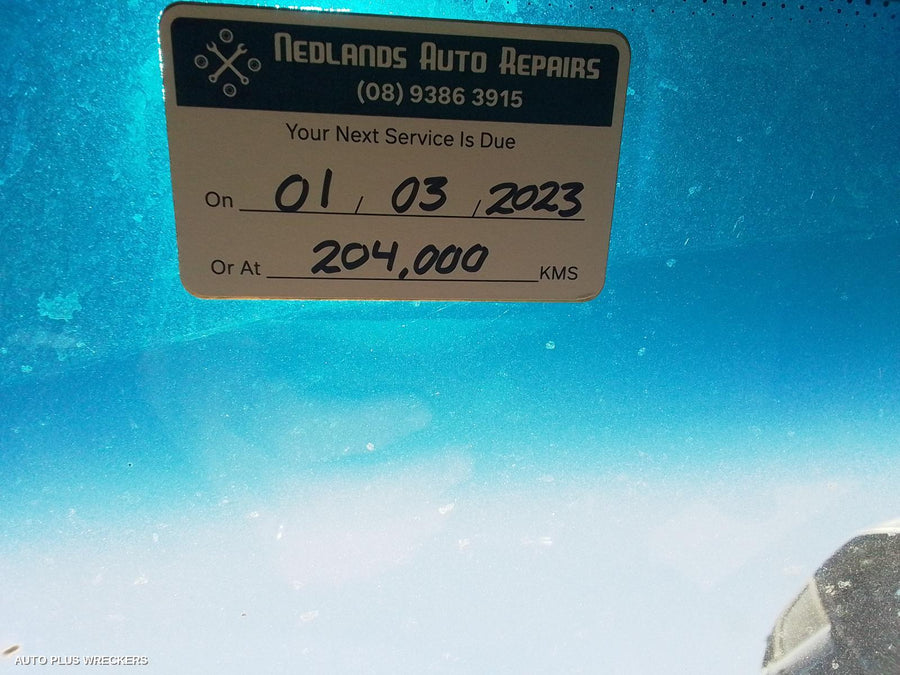 NEDLANDS AUTO REPAIRS
(08) 9386 3915
Your Next Service Is Due
On 01 / 03 / 2023
Or At 204,000 KMS
AUTO PLUS WRECKERS